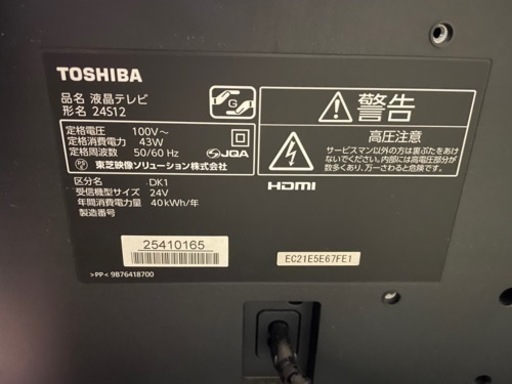 TOSHIBA
品名 液晶テレビ
形名 24S12
G
定格電圧 100V～
定格消費電力 43W
定格周波数 50/60 Hz
JQA
東芝映像ソリューション株式会社
区分名 DK1
受信機型サイズ 24V
年間消費電力量 40kWh/年
製造番号
25410165
>PP< 9B76418700
警告
高圧注意
サービスマン以外の方は裏ぶたをあけ
ないでください。内部には高電圧部分が
数多くあり、万一さわると危険です。
HDMI
EC21E5E67FE1